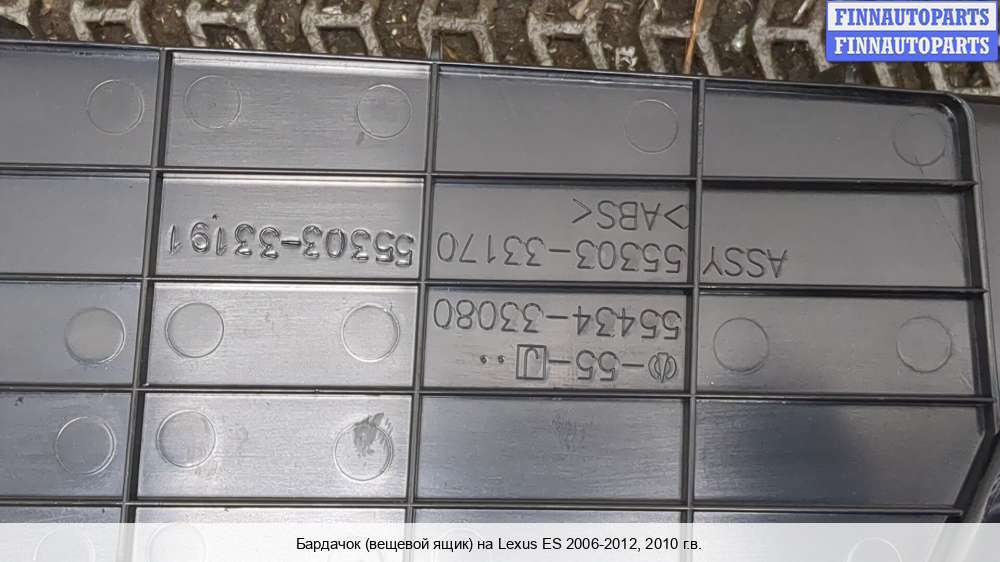 FINNAUTOPARTS
FINNAUTOPARTS
-55-J..
55434-33080
ASSY 55303-33170 55303-33191
>ABS<
Бардачок (вещевой ящик) на Lexus ES 2006-2012, 2010 г.в.